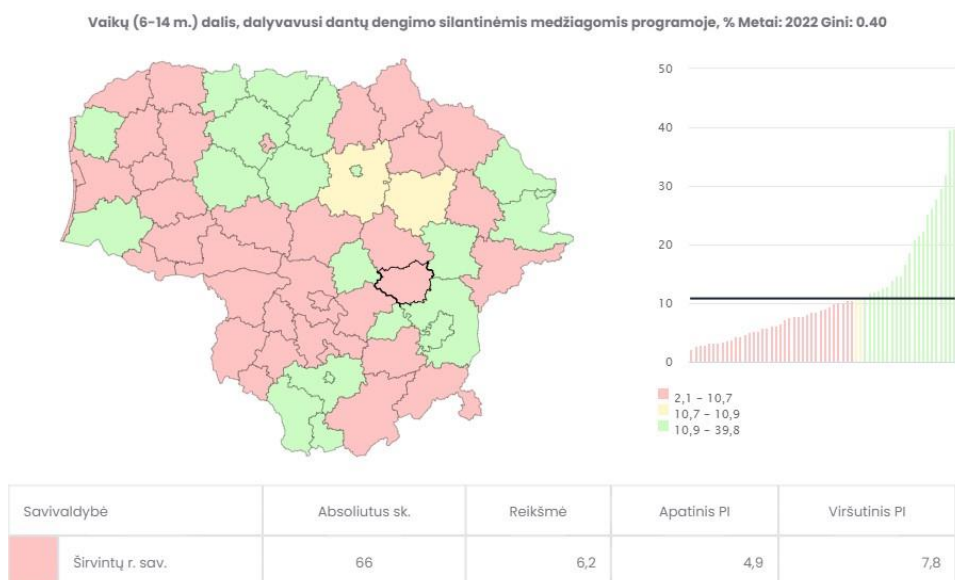 Vaikų (6-14 m.) dalis, dalyvavusi dantų dengimo silantinėmis medžiagomis programoje, % Metai: 2022 Gini: 0.40
50
40
30
20
10
0
2,1 - 10,7
10,7 - 10,9
10,9 - 39,8
Savivaldybė Absoliutus sk. Reikšmė Apatinis PI Viršutinis PI
Širvintų r. sav. 66 6,2 4,9 7,8